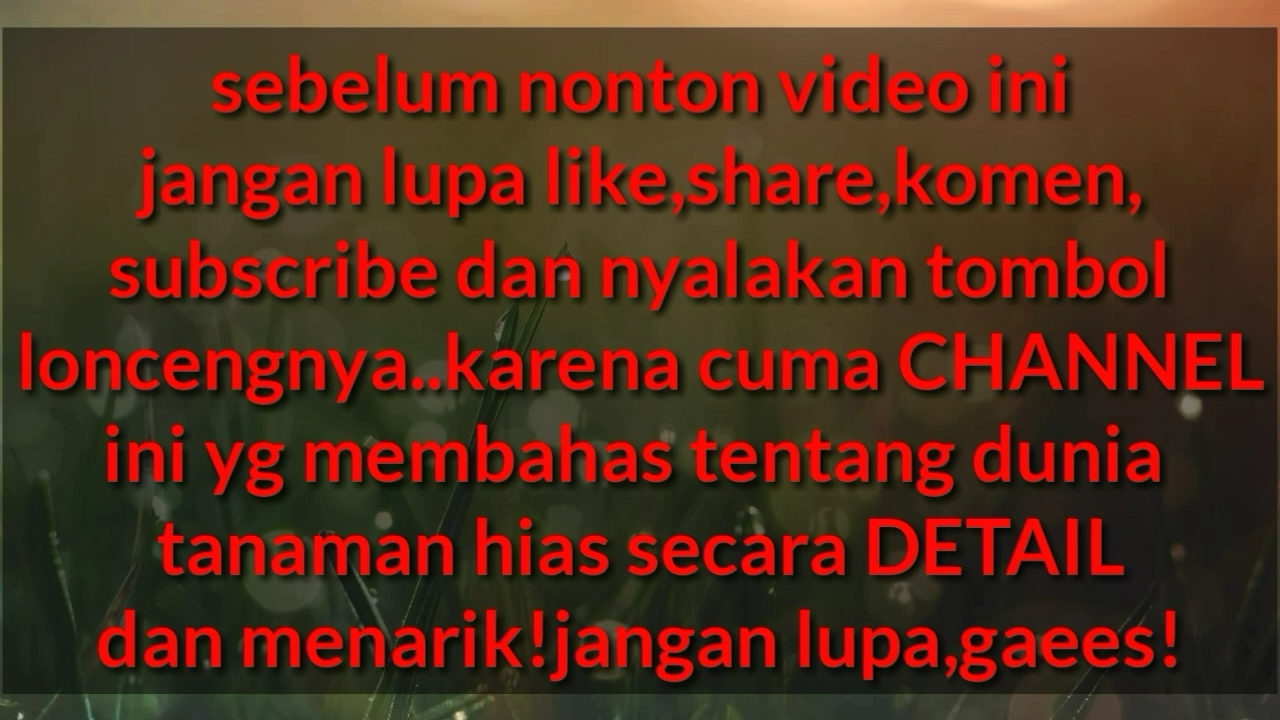 sebelum nonton video ini
jangan lupa like,share,komen,
subscribe dan nyalakan tombol
loncengnya..karena cuma CHANNEL
ini yg membahas tentang dunia
tanaman hias secara DETAIL
dan menarik!jangan lupa,gaees!